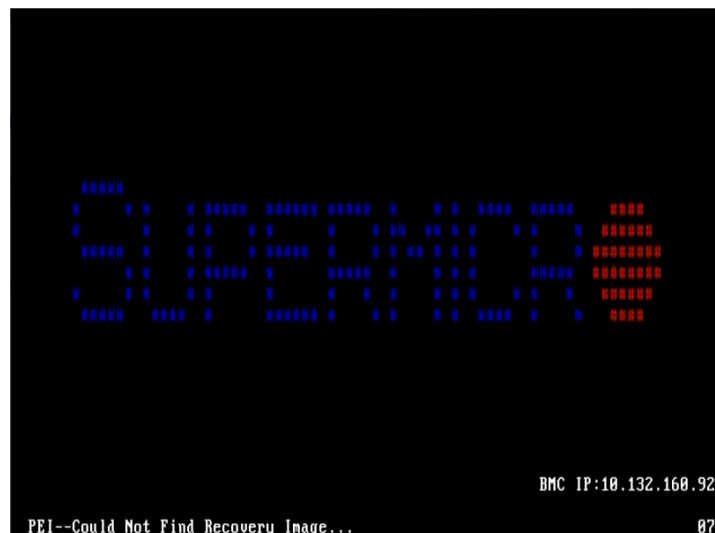 SUPERMICRO
BMC IP:10.132.160.92
PEI--Could Not Find Recovery Image... 07